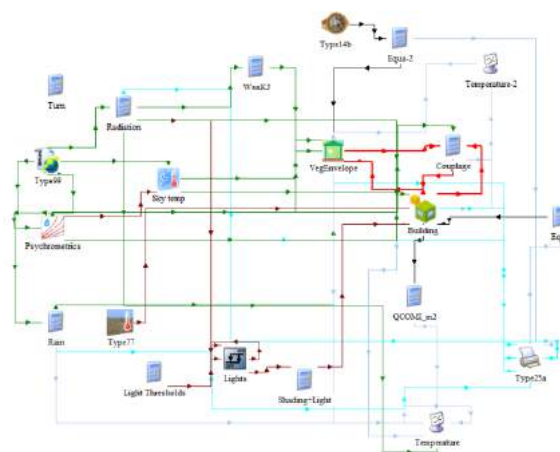 Type14b
Equa-2
Temperature-2
Turn
Radiation
VegEnvelope
Couplage
Type99
Sky temp
Psychrometrics
Building
Rain
Type77
QCOMI_m2
Light Thresholds
Lights
Shading+Light
Type25a
Temperature